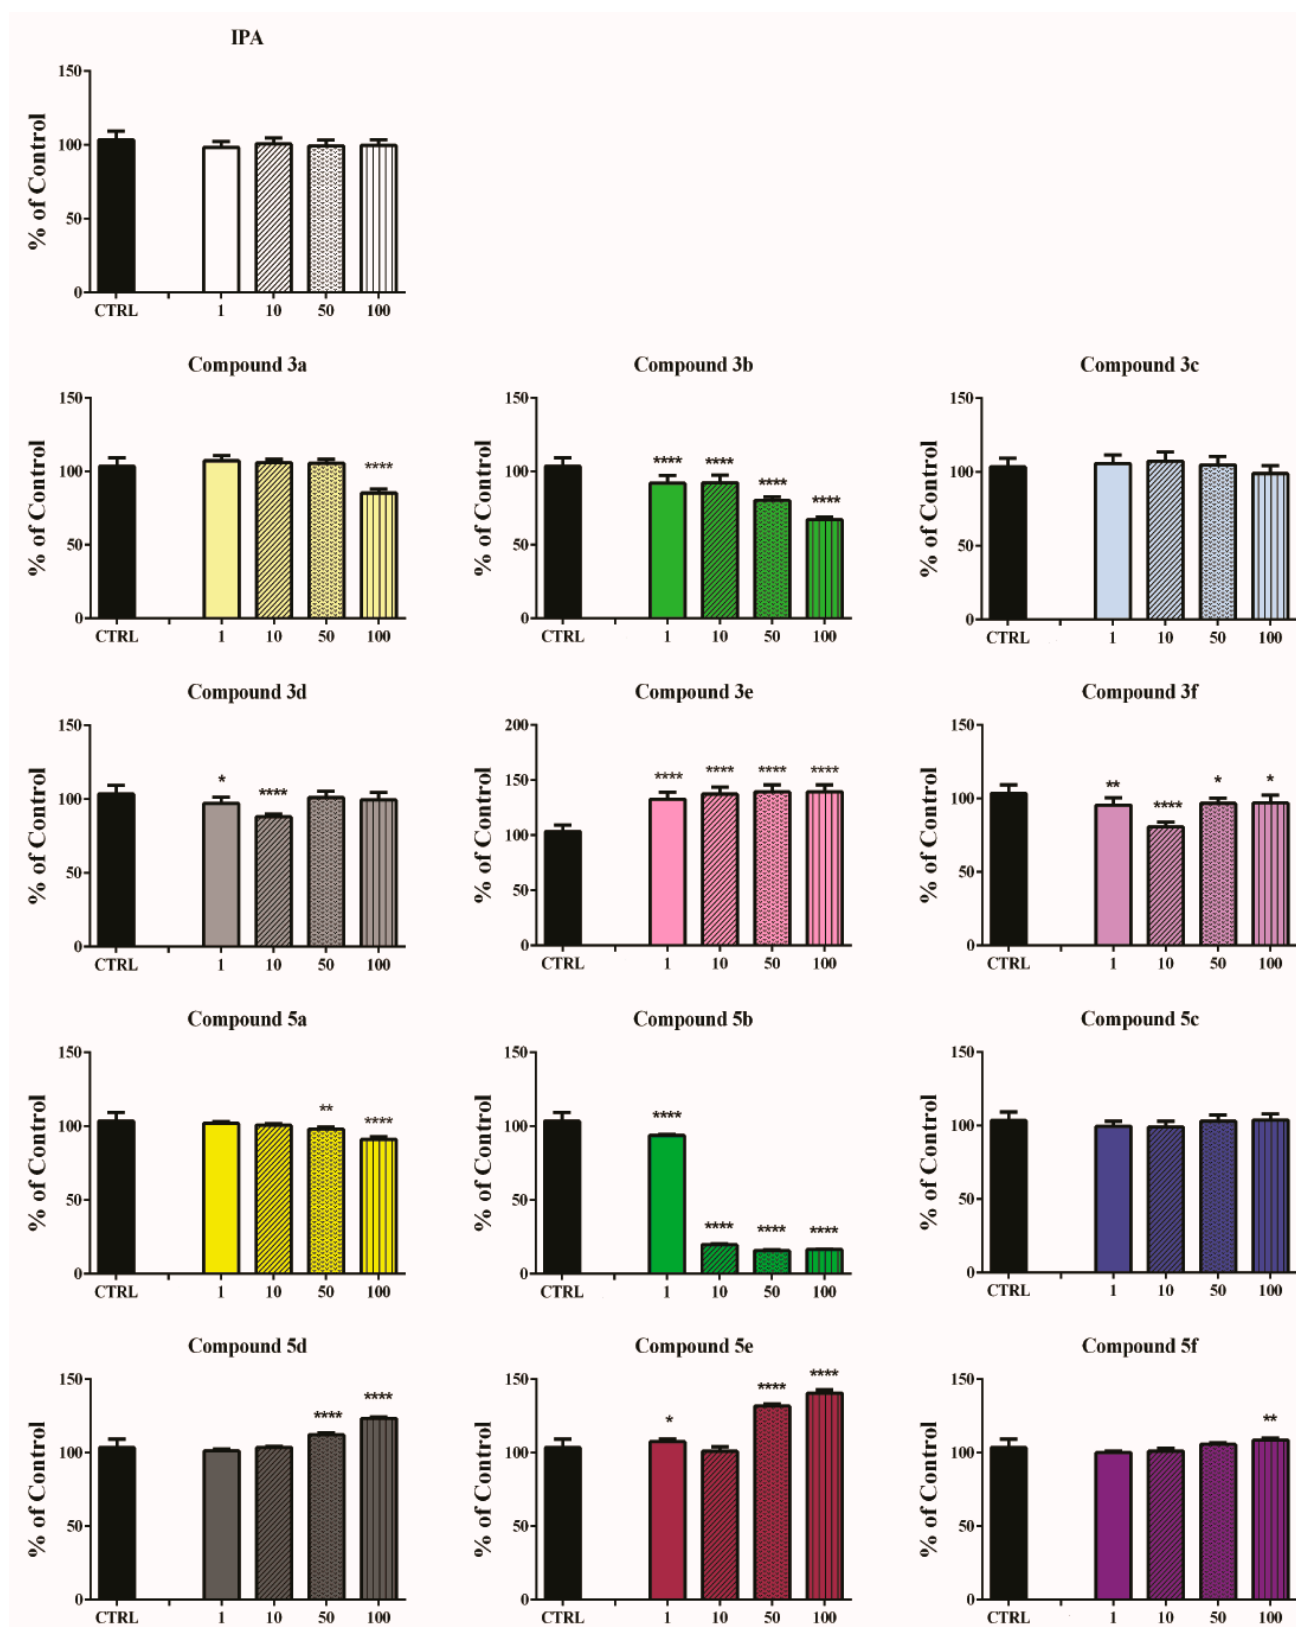 IPA
% of Control
150
100
50
0
CTRL 1 10 50 100
Compound 3a
% of Control
150
100
50
0
****
CTRL 1 10 50 100
Compound 3b
% of Control
150
100
50
0
**** **** **** ****
CTRL 1 10 50 100
Compound 3c
% of Control
150
100
50
0
CTRL 1 10 50 100
Compound 3d
% of Control
150
100
50
0
* ****
CTRL 1 10 50 100
Compound 3e
% of Control
200
150
100
50
0
**** **** **** ****
CTRL 1 10 50 100
Compound 3f
% of Control
150
100
50
0
** **** * *
CTRL 1 10 50 100
Compound 5a
% of Control
150
100
50
0
** ****
CTRL 1 10 50 100
Compound 5b
% of Control
150
100
50
0
**** **** **** ****
CTRL 1 10 50 100
Compound 5c
% of Control
150
100
50
0
CTRL 1 10 50 100
Compound 5d
% of Control
150
100
50
0
**** ****
CTRL 1 10 50 100
Compound 5e
% of Control
150
100
50
0
* **** ****
CTRL 1 10 50 100
Compound 5f
% of Control
150
100
50
0
**
CTRL 1 10 50 100